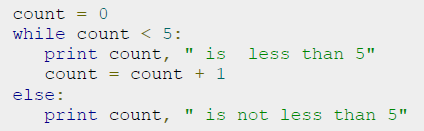 count = 0
while count < 5:
   print count, " is  less than 5"
   count = count + 1
else:
   print count, " is not less than 5"